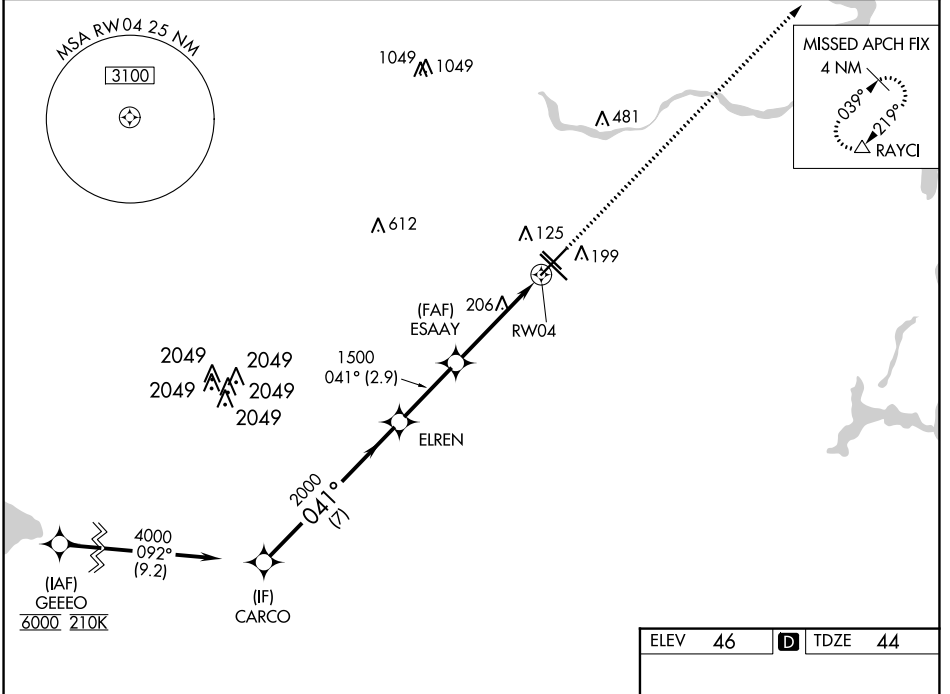 MSA RW04 25 NM
3100
1049
1049
481
MISSED APCH FIX
4 NM
039°
219°
RAYCI
612
125
199
206
(FAF)
ESAAY
RW04
1500
041° (2.9)
2049
2049
2049
2049
2049
ELREN
2000
041°
(7)
4000
092°
(9.2)
(IAF)
GEEEO
6000 210K
(IF)
CARCO
ELEV 46 D TDZE 44